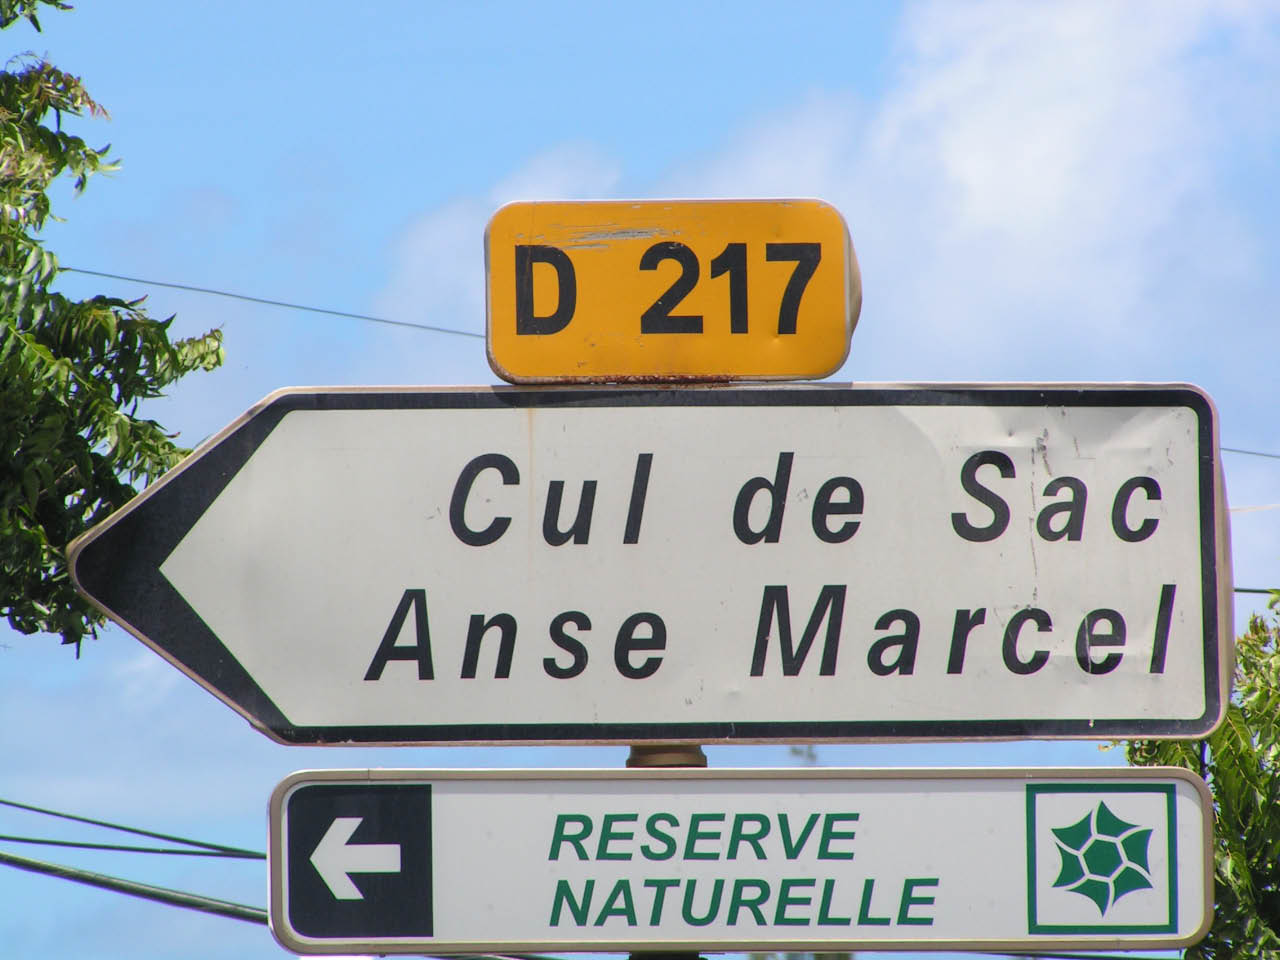 D 217
Cul de Sac
Anse Marcel
RESERVE
NATURELLE